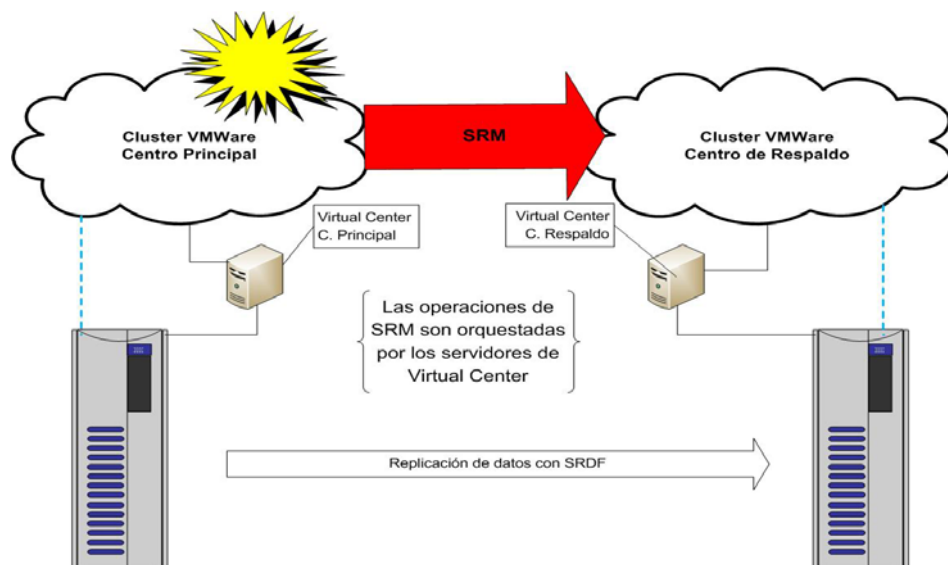 Cluster VMWare
Centro Principal
SRM
Cluster VMWare
Centro de Respaldo
Virtual Center
C. Principal
Virtual Center
C. Respaldo
Las operaciones de
SRM son orquestadas
por los servidores de
Virtual Center
Replicación de datos con SRDF